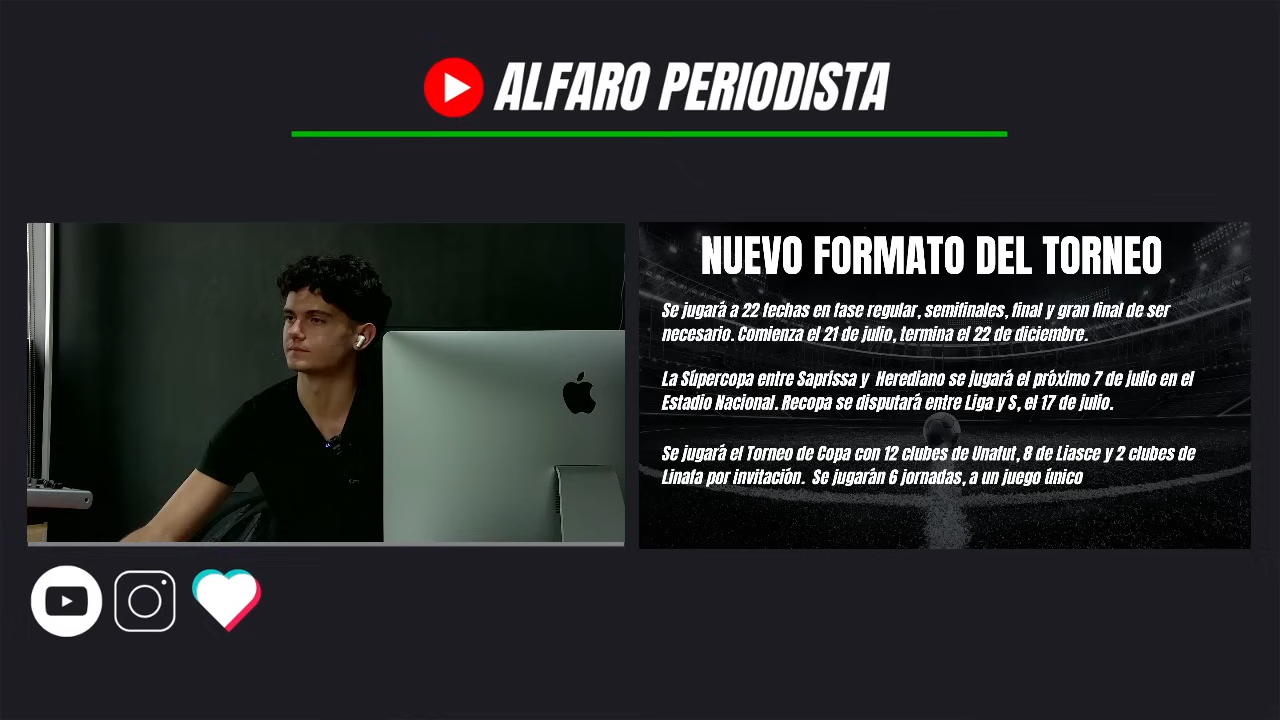 ALFARO PERIODISTA
NUEVO FORMATO DEL TORNEO
Se jugará a 22 fechas en fase regular, semifinales, final y gran final de ser
necesario. Comienza el 21 de julio, termina el 22 de diciembre.
La Súpercopa entre Saprissa y Herediano se jugará el próximo 7 de julio en el
Estadio Nacional. Recopa se disputará entre Liga y S, el 17 de julio.
Se jugará el Torneo de Copa con 12 clubes de Unafut, 8 de Liasce y 2 clubes de
Linafa por invitación. Se jugarán 6 jornadas, a un juego único